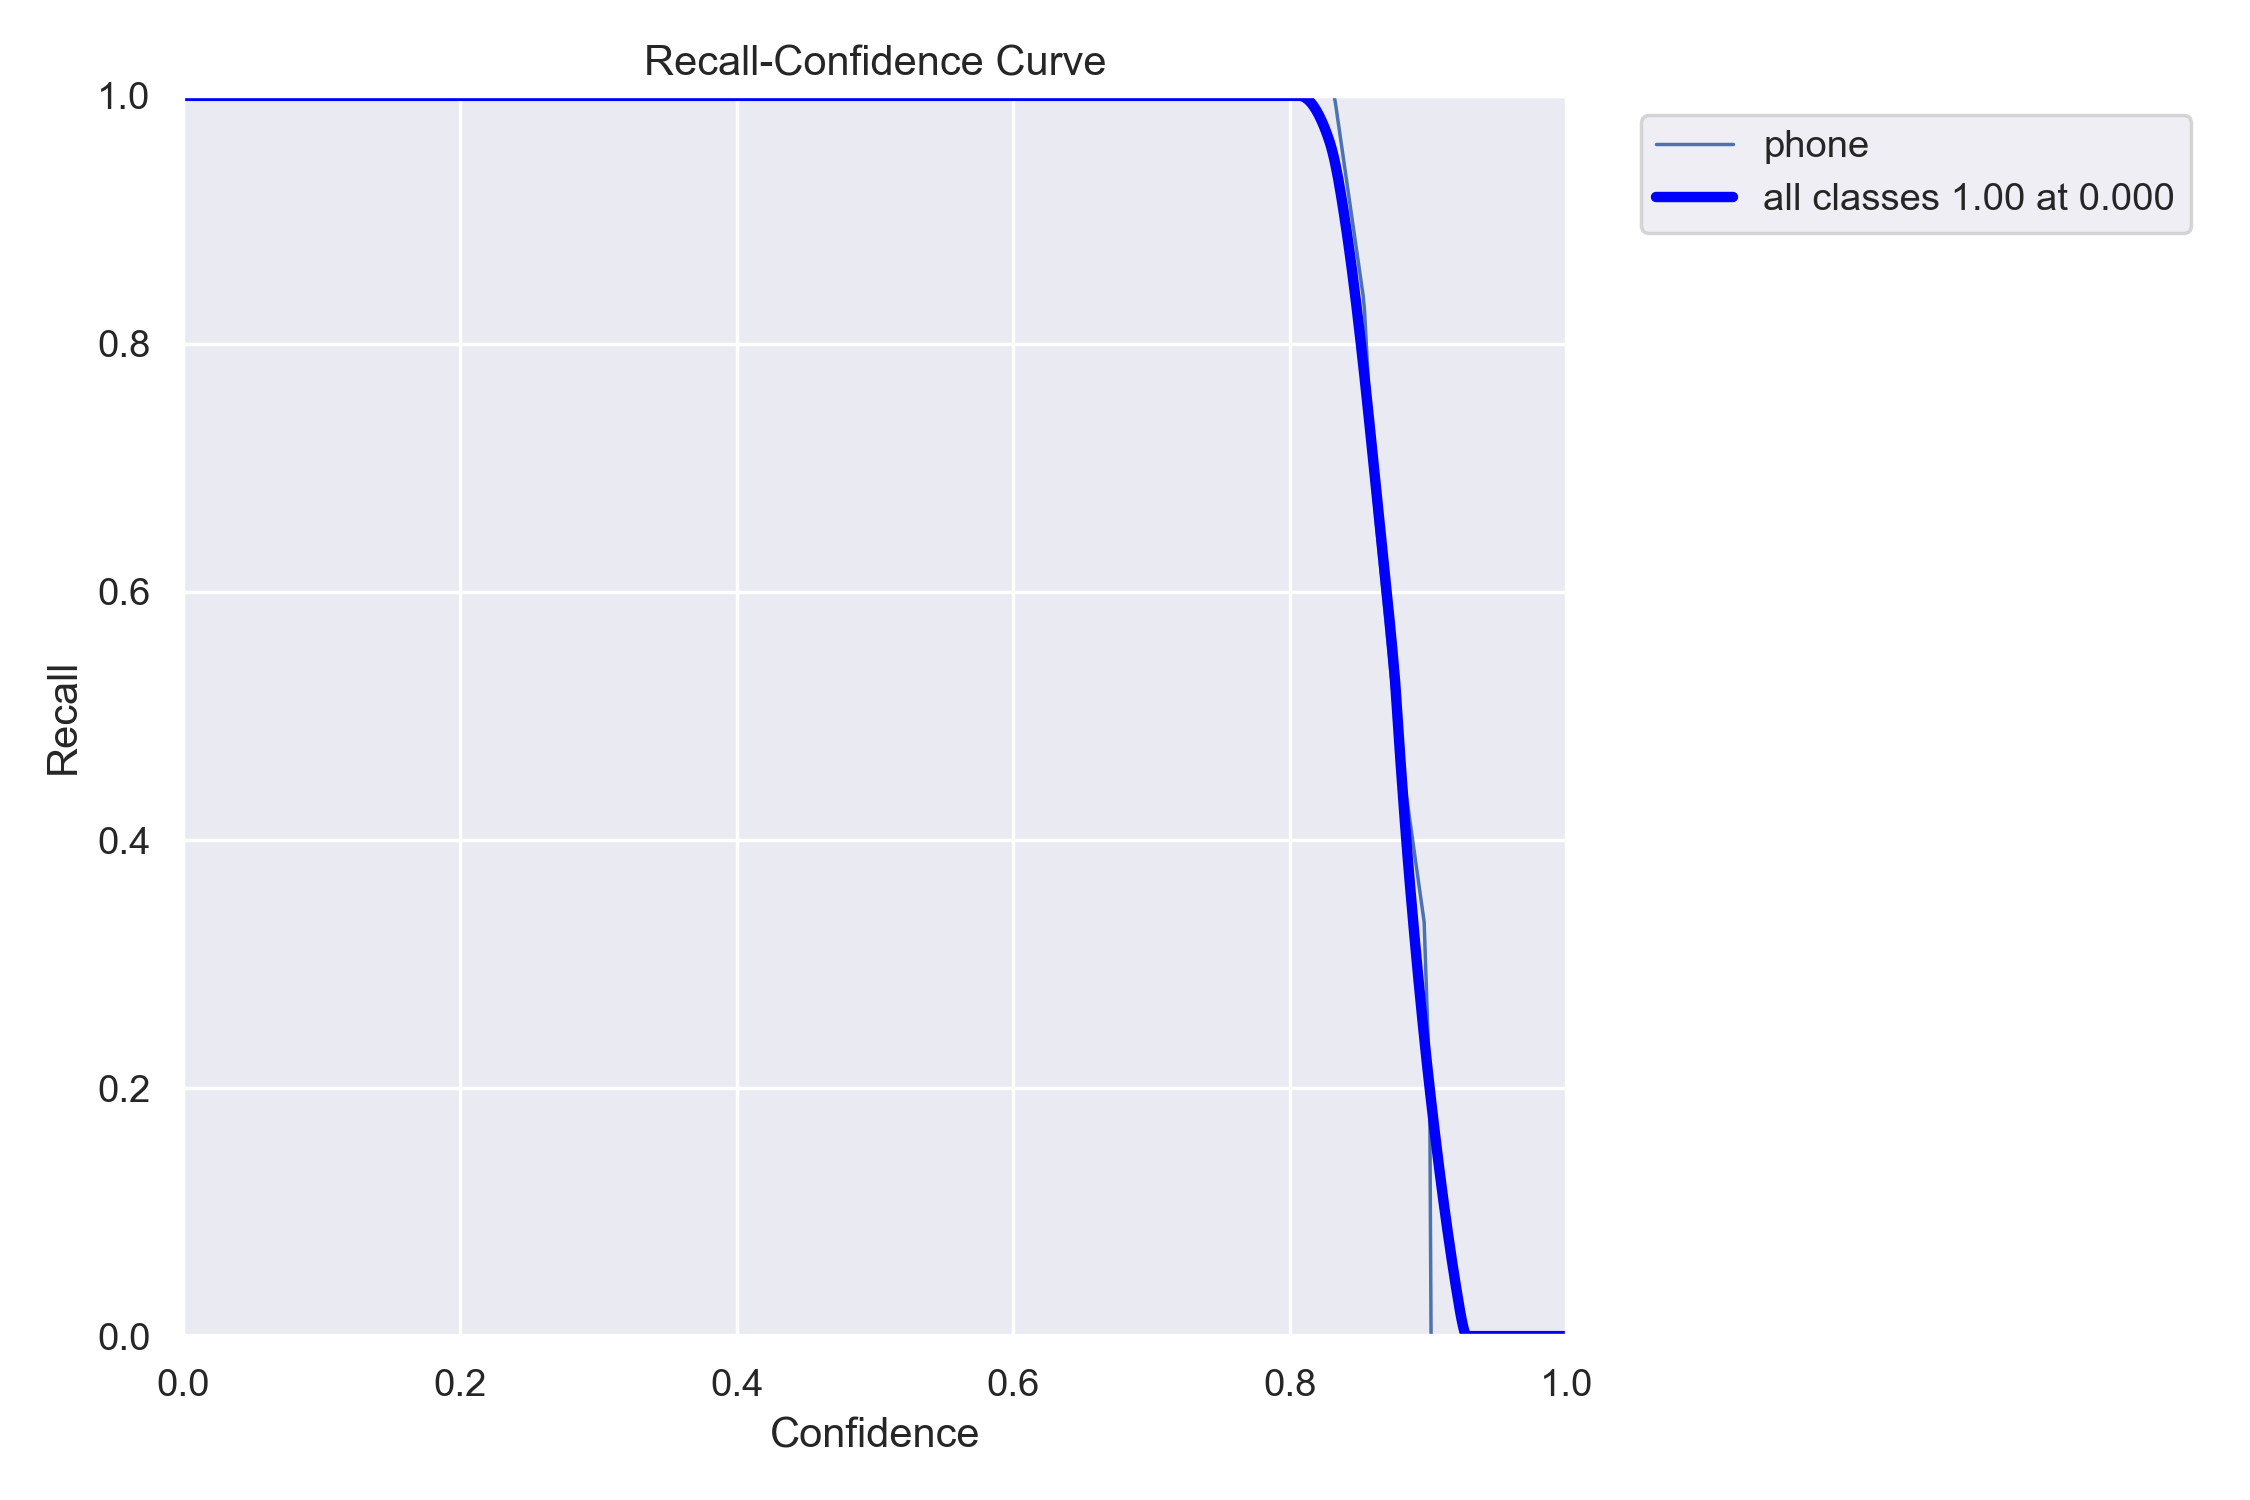 Recall-Confidence Curve
1.0
0.8
0.6
0.4
0.2
0.0
Recall
0.0 0.2 0.4 0.6 0.8 1.0
Confidence
phone
all classes 1.00 at 0.000